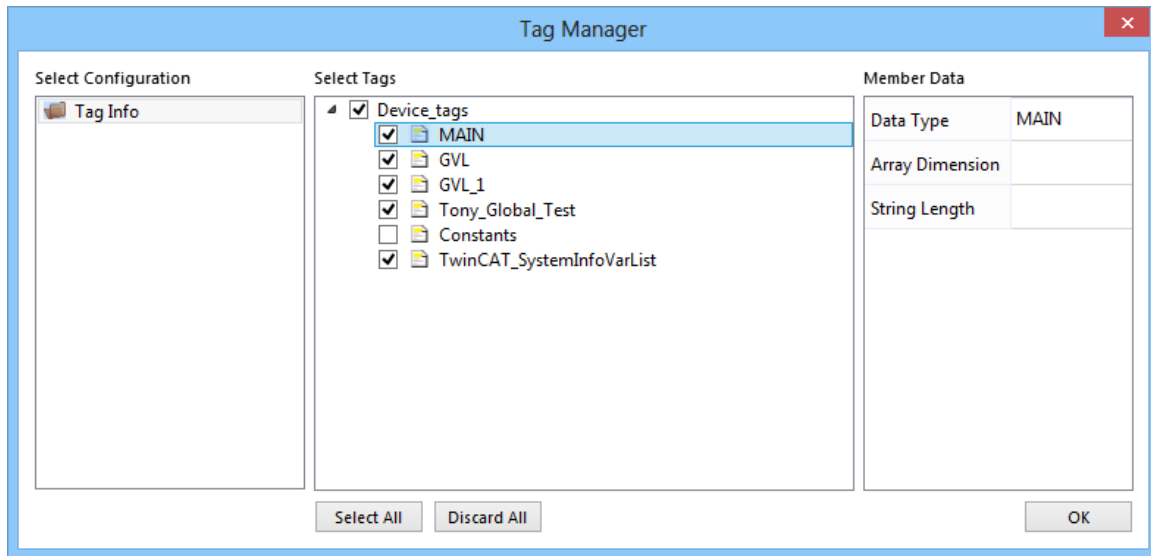 Tag Manager
Select Configuration
Tag Info
Select Tags
Device_tags
MAIN
GVL
GVL_1
Tony_Global_Test
Constants
TwinCAT_SystemInfoVarList
Member Data
Data Type MAIN
Array Dimension
String Length
Select All Discard All OK